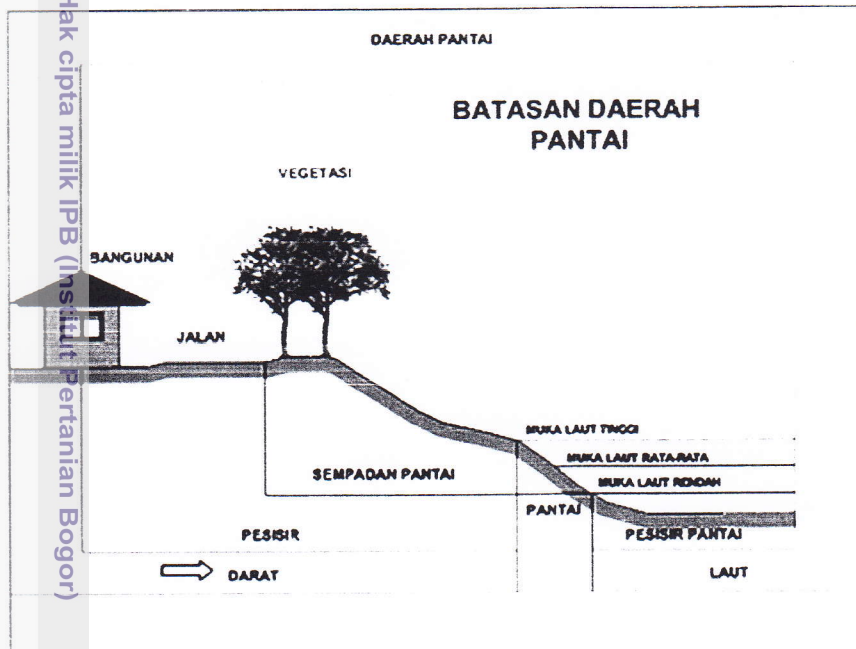 DAERAH PANTAI
BATASAN DAERAH
PANTAI
VEGETASI
BANGUNAN
JALAN
MUKA LAUT TINGGI
MUKA LAUT RATA-RATA
SEMPADAN PANTAI
MUKA LAUT RENDAH
PANTAI
PESISIR
PESISIR PANTAI
DARAT
LAUT
Hak cipta milik IPB (Institut Pertanian Bogor)